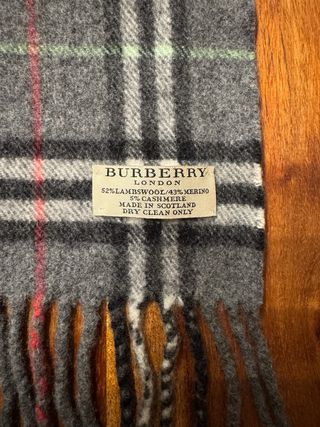 BURBERRY
LONDON
52% LAMBSWOOL/43% MERINO
5% CASHMERE
MADE IN SCOTLAND
DRY CLEAN ONLY